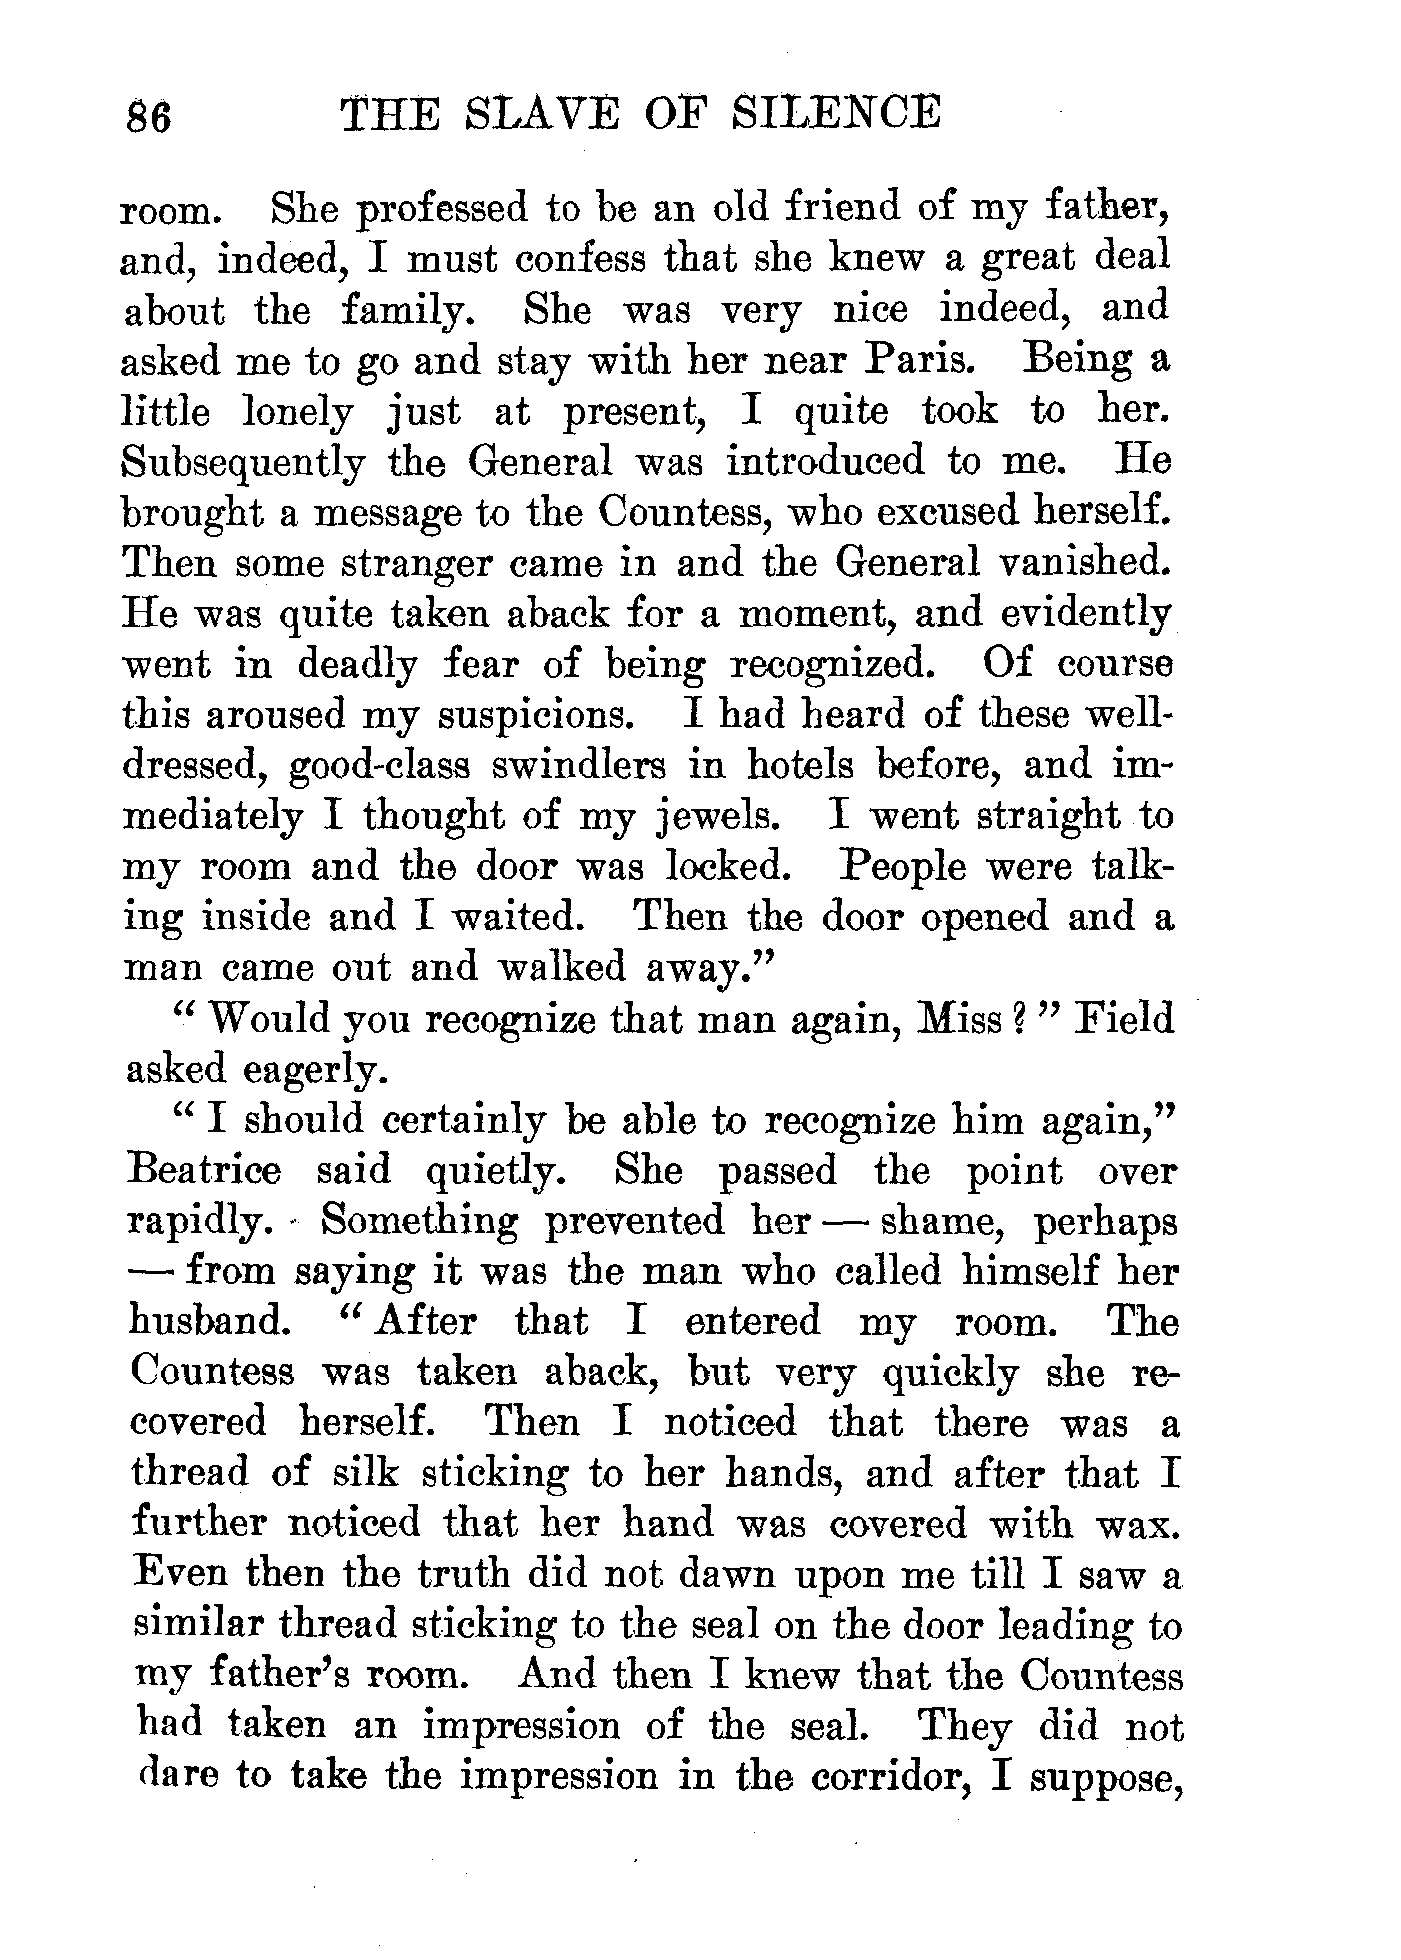 86 THE SLAVE OF SILENCE
room. She professed to be an old friend of my father,
and, indeed, I must confess that she knew a great deal
about the family. She was very nice indeed, and
asked me to go and stay with her near Paris. Being a
little lonely just at present, I quite took to her.
Subsequently the General was introduced to me. He
brought a message to the Countess, who excused herself.
Then some stranger came in and the General vanished.
He was quite taken aback for a moment, and evidently
went in deadly fear of being recognized. Of course
this aroused my suspicions. I had heard of these well-
dressed, good-class swindlers in hotels before, and im-
mediately I thought of my jewels. I went straight to
my room and the door was locked. People were talk-
ing inside and I waited. Then the door opened and a
man came out and walked away.”
“ Would you recognize that man again, Miss ? ” Field
asked eagerly.
“ I should certainly be able to recognize him again,”
Beatrice said quietly. She passed the point over
rapidly. Something prevented her — shame, perhaps
— from saying it was the man who called himself her
husband. “ After that I entered my room. The
Countess was taken aback, but very quickly she re-
covered herself. Then I noticed that there was a
thread of silk sticking to her hands, and after that I
further noticed that her hand was covered with wax.
Even then the truth did not dawn upon me till I saw a
similar thread sticking to the seal on the door leading to
my father’s room. And then I knew that the Countess
had taken an impression of the seal. They did not
dare to take the impression in the corridor, I suppose,